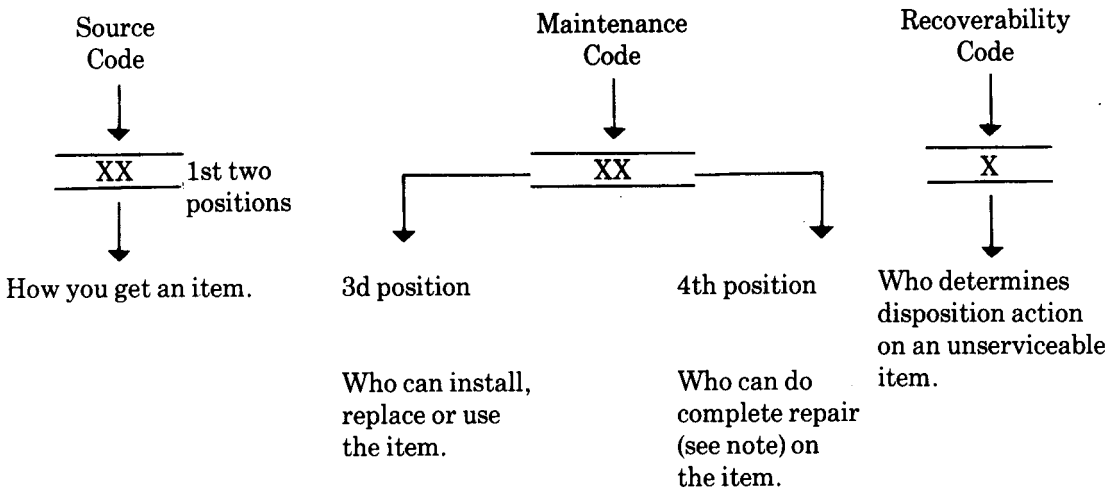 Source
Code
XX
1st two
positions
How you get an item.
Maintenance
Code
XX
3d position
Who can install,
replace or use
the item.
4th position
Who can do
complete repair
(see note) on
the item.
Recoverability
Code
X
Who determines
disposition action
on an unserviceable
item.